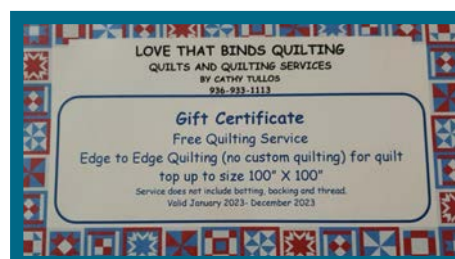 LOVE THAT BINDS QUILTING
QUILTS AND QUILTING SERVICES
BY CATHY TULLOS
936-933-1113
Gift Certificate
Free Quilting Service
Edge to Edge Quilting (no custom quilting) for quilt
top up to size 100" X 100"
Service does not include batting, backing and thread.
Valid January 2023- December 2023